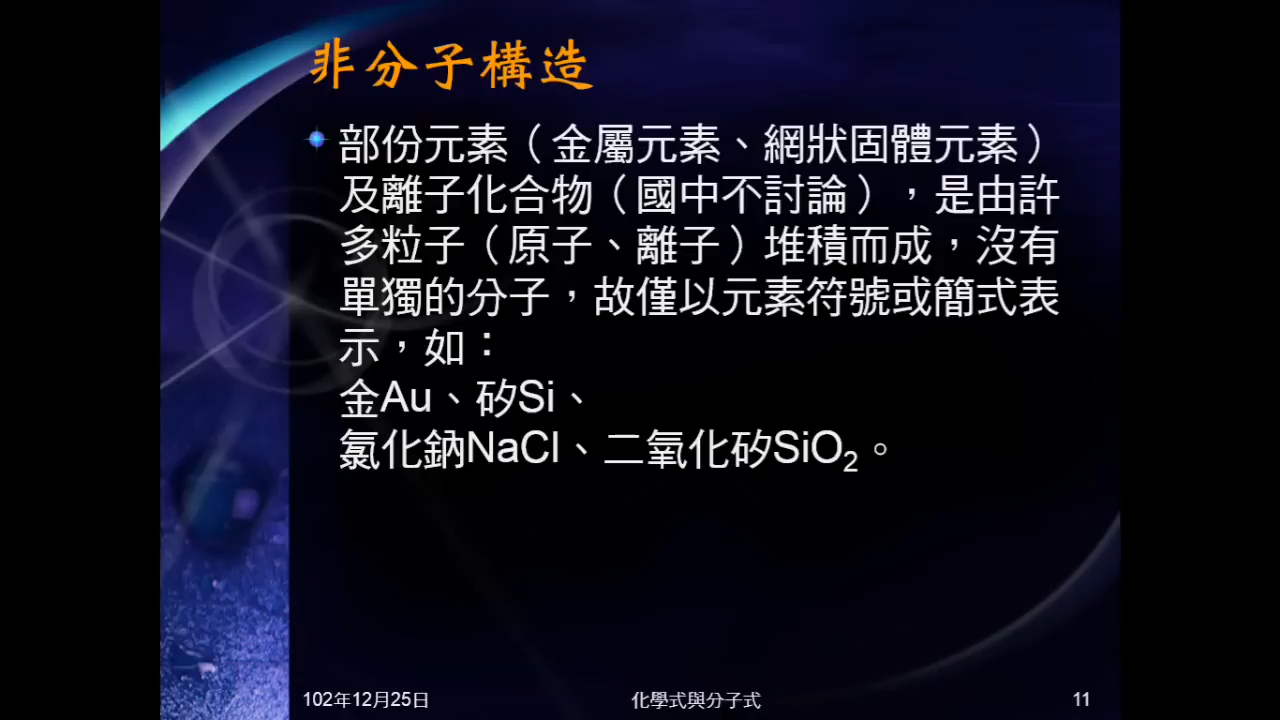 非分子構造
部份元素（金屬元素、網狀固體元素）
及離子化合物（國中不討論），是由許
多粒子（原子、離子）堆積而成，沒有
單獨的分子，故僅以元素符號或簡式表
示，如：
金Au、矽Si、
氯化鈉NaCl、二氧化矽SiO₂。
102年12月25日
化學式與分子式
11